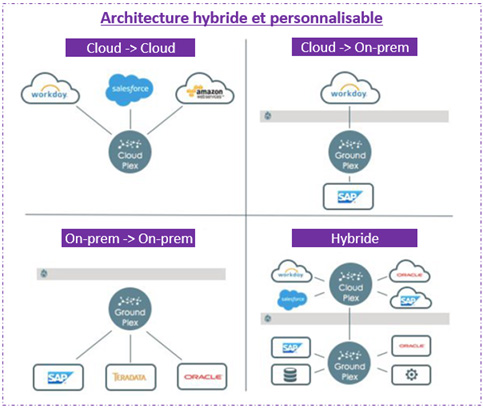 Architecture hybride et personnalisable
Cloud -> Cloud
workday
salesforce
amazon
webservices
Cloud
Plex
Cloud -> On-prem
workday
Ground
Plex
SAP
On-prem -> On-prem
Ground
Plex
SAP
TERADATA
ORACLE
Hybride
workday
ORACLE
Cloud
Plex
salesforce
SAP
SAP
ORACLE
Ground
Plex